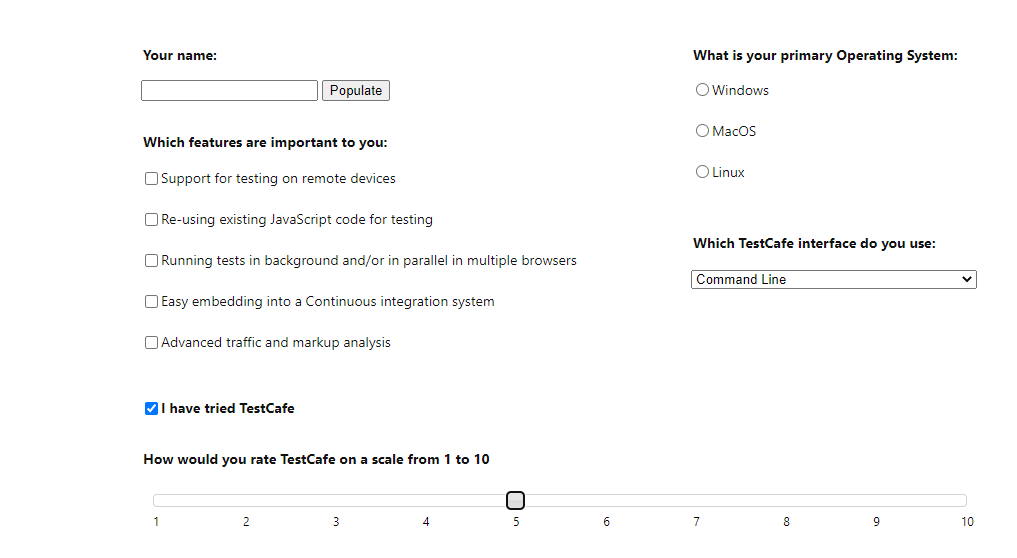 Your name:
Populate
Which features are important to you:
Support for testing on remote devices
Re-using existing JavaScript code for testing
Running tests in background and/or in parallel in multiple browsers
Easy embedding into a Continuous integration system
Advanced traffic and markup analysis
What is your primary Operating System:
Windows
MacOS
Linux
Which TestCafe interface do you use:
Command Line
I have tried TestCafe
How would you rate TestCafe on a scale from 1 to 10
1 2 3 4 5 6 7 8 9 10